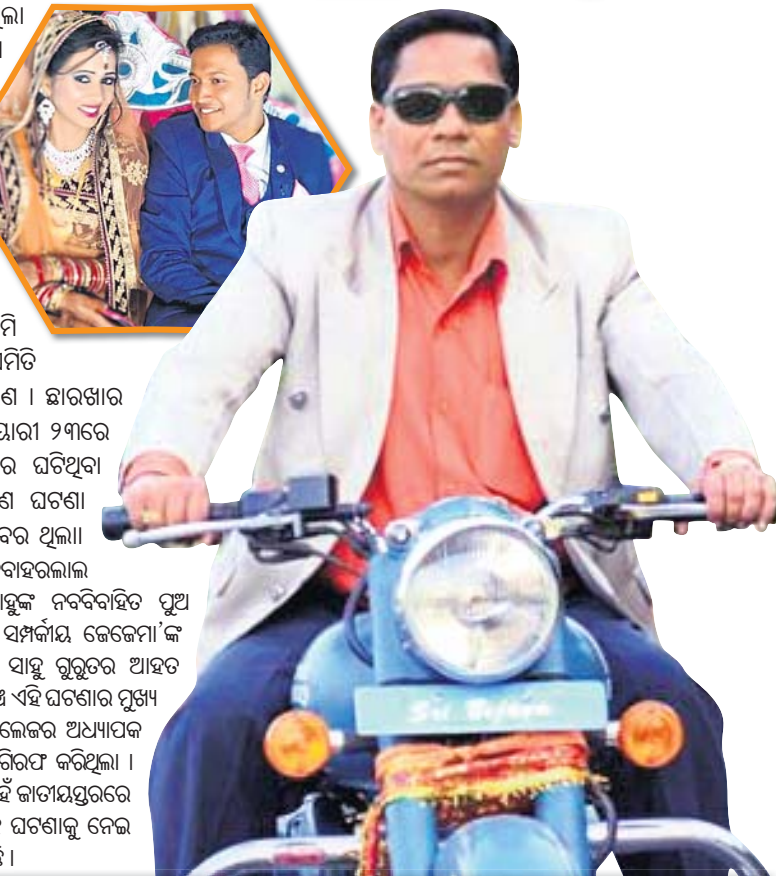 ମି
ଣ । ଛାରଖାର
ୟାରୀ ୨୩ରେ
ର ଘଟିଥିବା
ଣ ଘଟଣା
ବର ଥିଲା।
ବାହରଲାଲ
ାହୁଙ୍କ ନବବିବାହିତ ପୁଅ
ସମ୍ପର୍କୀୟ ଜେଜେମା'ଙ୍କ
ସାହୁ ଗୁରୁତର ଆହତ
ଏହି ଘଟଣାର ମୁଖ୍ୟ
ଲେଜର ଅଧ୍ୟାପକ
ଗିରଫ କରିଥିଲା ।
ହଁ ଜାତୀୟସ୍ତରରେ
ଘଟଣାକୁ ନେଇ